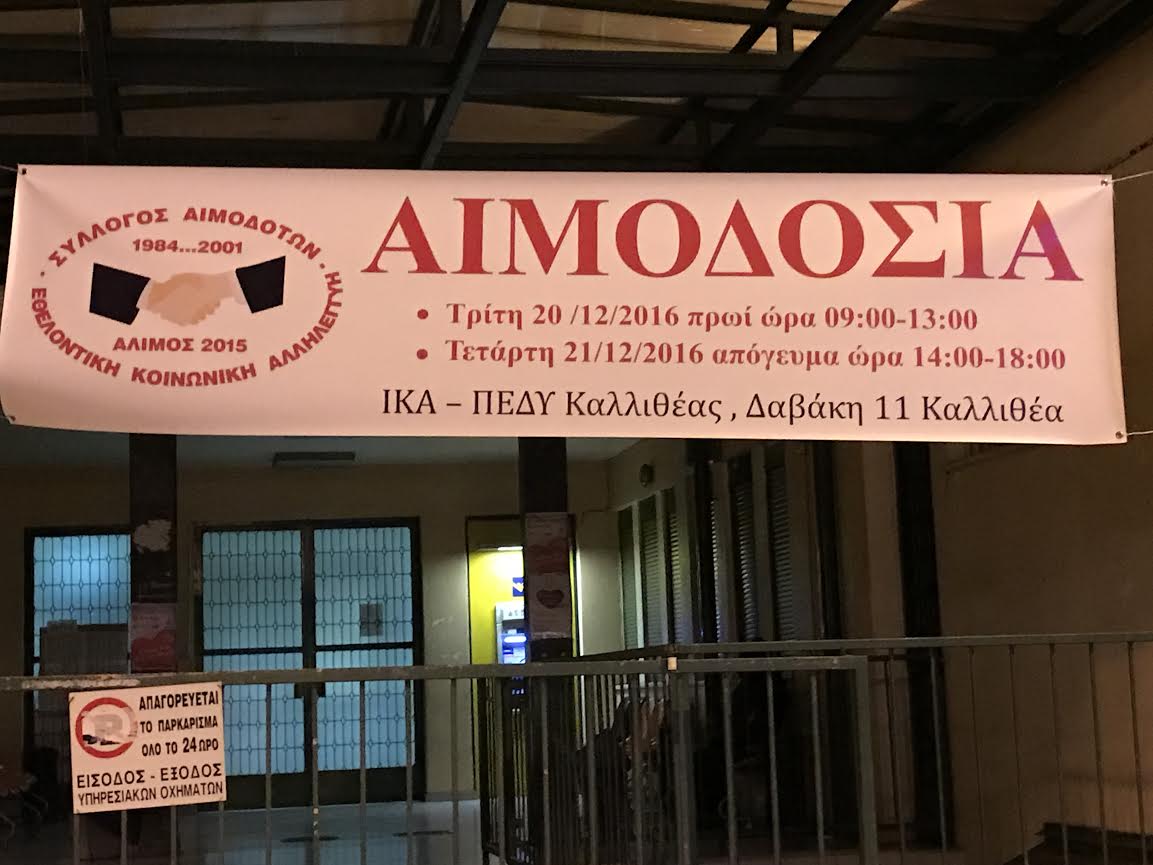 ΣΥΛΛΟΓΟΣ ΑΙΜΟΔΟΤΩΝ
1984...2001
ΑΛΙΜΟΣ 2015
ΕΘΕΛΟΝΤΙΚΗ ΚΟΙΝΩΝΙΚΗ ΑΛΛΗΛΕΓΓΥΗ
ΑΙΜΟΔΟΣΙΑ
• Τρίτη 20 /12/2016 πρωί ώρα 09:00-13:00
• Τετάρτη 21/12/2016 απόγευμα ώρα 14:00-18:00
ΙΚΑ – ΠΕΔΥ Καλλιθέας , Δαβάκη 11 Καλλιθέα
ΑΠΑΓΟΡΕΥΕΤΑΙ
ΤΟ ΠΑΡΚΑΡΙΣΜΑ
ΟΛΟ ΤΟ 24ΩΡΟ
ΕΙΣΟΔΟΣ - ΕΞΟΔΟΣ
ΥΠΗΡΕΣΙΑΚΩΝ ΟΧΗΜΑΤΩΝ